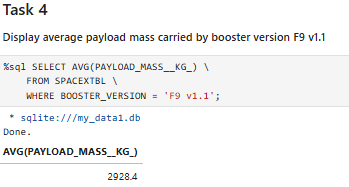 Task 4
Display average payload mass carried by booster version F9 v1.1
%sql SELECT AVG(PAYLOAD_MASS__KG_) \
FROM SPACEXTBL \
WHERE BOOSTER_VERSION = 'F9 v1.1';
* sqlite:///my_data1.db
Done.
AVG(PAYLOAD_MASS__KG_)
2928.4